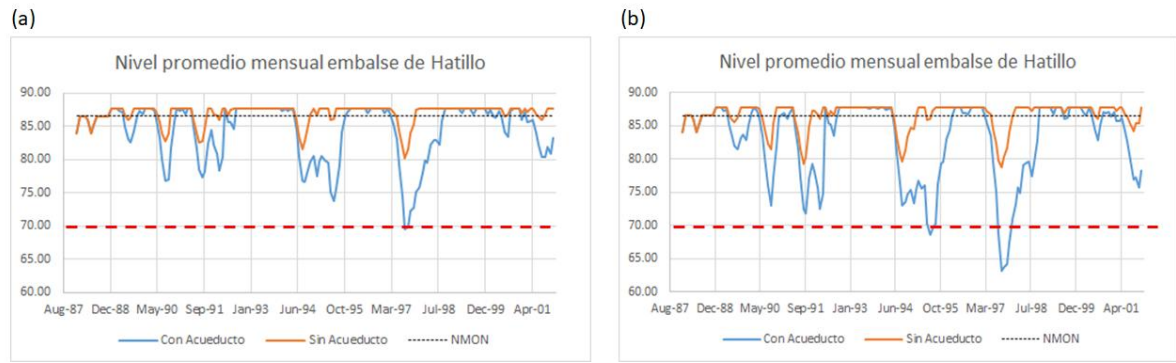 (a)
Nivel promedio mensual embalse de Hatillo
90.00
85.00
80.00
75.00
70.00
65.00
60.00
Aug-87 Dec-88 May-90 Sep-91 Jan-93 Jun-94 Oct-95 Mar-97 Jul-98 Dec-99 Apr-01
Con Acueducto Sin Acueducto NMON
(b)
Nivel promedio mensual embalse de Hatillo
90.00
85.00
80.00
75.00
70.00
65.00
60.00
Aug-87 Dec-88 May-90 Sep-91 Jan-93 Jun-94 Oct-95 Mar-97 Jul-98 Dec-99 Apr-01
Con Acueducto Sin Acueducto NMON